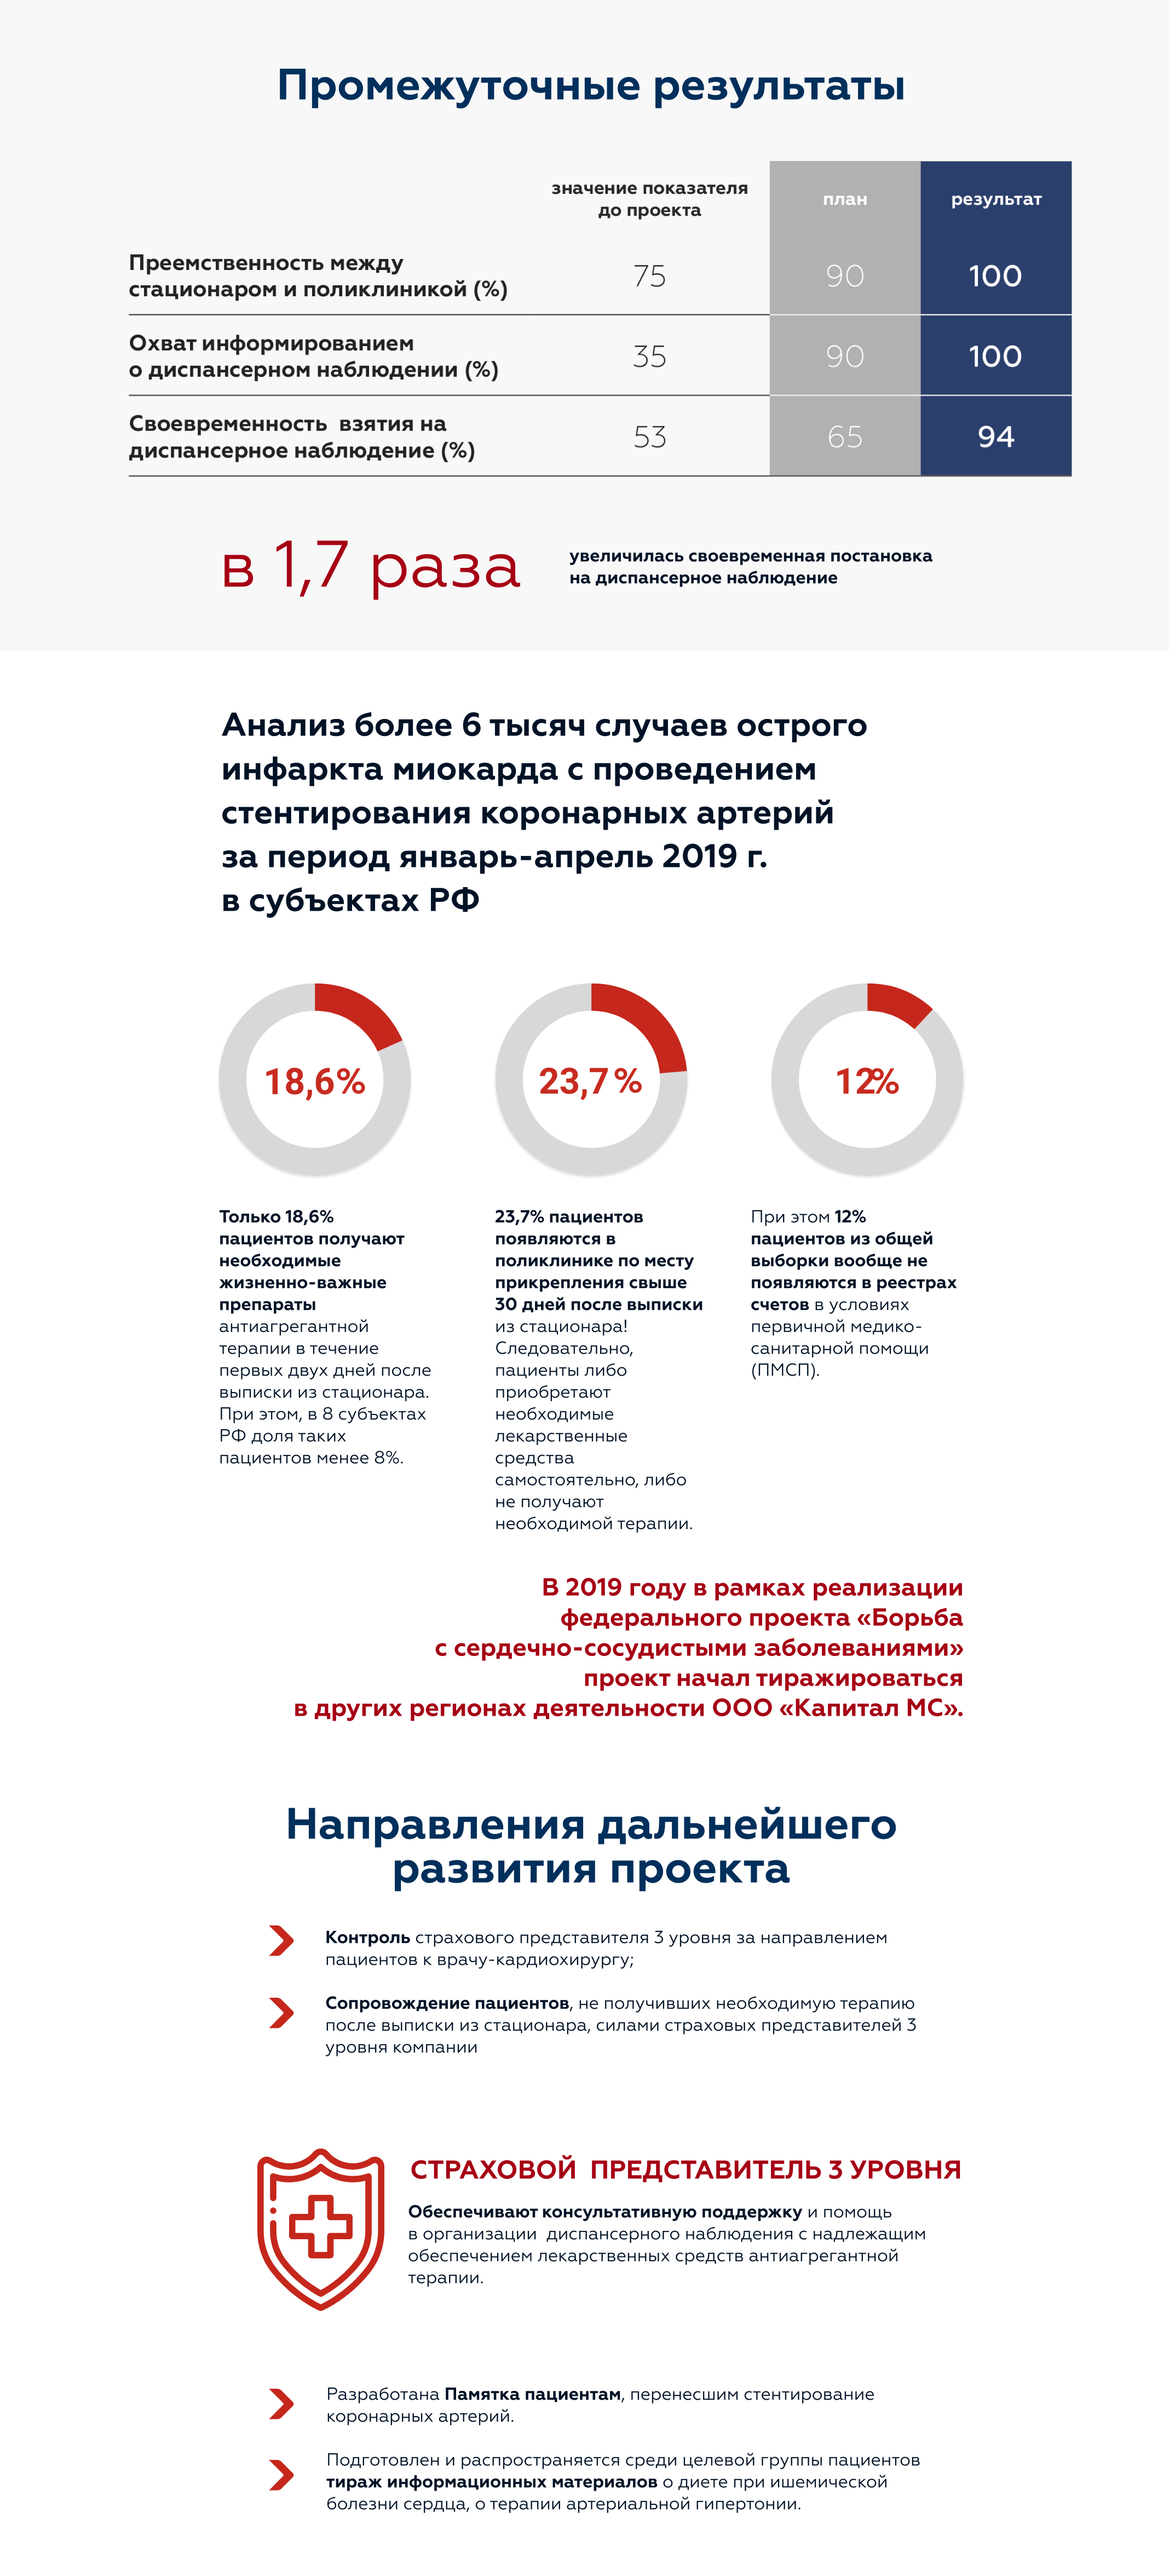 Промежуточные результаты
значение показателя
до проекта
план
результат
Преемственность между
стационаром и поликлиникой (%)
75
90
100
Охват информированием
о диспансерном наблюдении (%)
35
90
100
Своевременность взятия на
диспансерное наблюдение (%)
53
65
94
в 1,7 раза
увеличилась своевременная постановка
на диспансерное наблюдение
Анализ более 6 тысяч случаев острого
инфаркта миокарда с проведением
стентирования коронарных артерий
за период январь-апрель 2019 г.
в субъектах РФ
18,6%
23,7%
12%
Только 18,6%
пациентов получают
необходимые
жизненно-важные
препараты
антиагрегантной
терапии в течение
первых двух дней после
выписки из стационара.
При этом, в 8 субъектах
РФ доля таких
пациентов менее 8%.
23,7% пациентов
появляются в
поликлинике по месту
прикрепления свыше
30 дней после выписки
из стационара!
Следовательно,
пациенты либо
приобретают
необходимые
лекарственные
средства
самостоятельно, либо
не получают
необходимой терапии.
При этом 12%
пациентов из общей
выборки вообще не
появляются в реестрах
счетов в условиях
первичной медико-
санитарной помощи
(ПМСП).
В 2019 году в рамках реализации
федерального проекта «Борьба
с сердечно-сосудистыми заболеваниями»
проект начал тиражироваться
в других регионах деятельности ООО «Капитал МС».
Направления дальнейшего
развития проекта
Контроль страхового представителя 3 уровня за направлением
пациентов к врачу-кардиохирургу;
Сопровождение пациентов, не получивших необходимую терапию
после выписки из стационара, силами страховых представителей 3
уровня компании
СТРАХОВОЙ ПРЕДСТАВИТЕЛЬ 3 УРОВНЯ
Обеспечивают консультативную поддержку и помощь
в организации диспансерного наблюдения с надлежащим
обеспечением лекарственных средств антиагрегантной
терапии.
Разработана Памятка пациентам, перенесшим стентирование
коронарных артерий.
Подготовлен и распространяется среди целевой группы пациентов
тираж информационных материалов о диете при ишемической
болезни сердца, о терапии артериальной гипертонии.